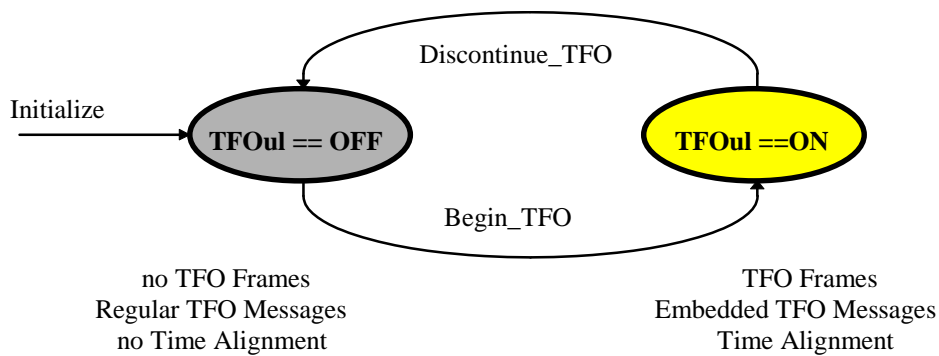 Discontinue_TFO
Initialize
TFOul == OFF
TFOul ==ON
Begin_TFO
no TFO Frames
Regular TFO Messages
no Time Alignment
TFO Frames
Embedded TFO Messages
Time Alignment